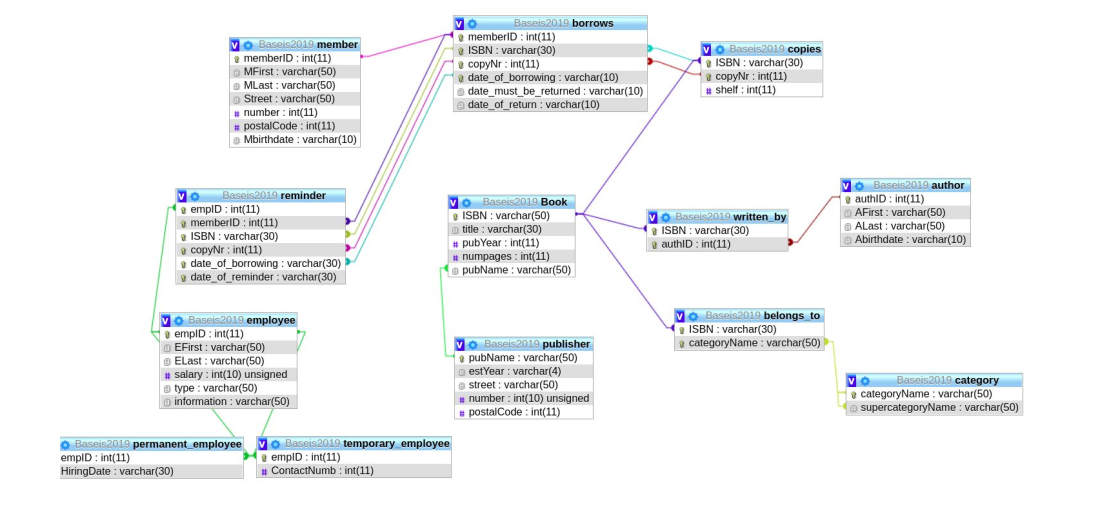 Baseis2019 member
memberID : int(11)
MFirst : varchar(50)
MLast : varchar(50)
Street : varchar(50)
number : int(11)
postalCode : int(11)
Mbirthdate : varchar(10)
Baseis2019 borrows
memberID : int(11)
ISBN : varchar(30)
copyNr : int(11)
date_of_borrowing : varchar(10)
date_must_be_returned : varchar(10)
date_of_return : varchar(10)
Baseis2019 copies
ISBN : varchar(30)
copyNr : int(11)
shelf : int(11)
Baseis2019 reminder
empID : int(11)
memberID : int(11)
ISBN : varchar(30)
copyNr : int(11)
date_of_borrowing : varchar(30)
date_of_reminder : varchar(30)
Baseis2019 Book
ISBN : varchar(50)
title : varchar(30)
pubYear : int(11)
numpages : int(11)
pubName : varchar(50)
Baseis2019 written_by
ISBN : varchar(30)
authID : int(11)
Baseis2019 author
authID : int(11)
AFirst : varchar(50)
ALast : varchar(50)
Abirthdate : varchar(10)
Baseis2019 employee
empID : int(11)
EFirst : varchar(50)
ELast : varchar(50)
salary : int(10) unsigned
type : varchar(50)
information : varchar(50)
Baseis2019 publisher
pubName : varchar(50)
estYear : varchar(4)
street : varchar(50)
number : int(10) unsigned
postalCode : int(11)
Baseis2019 belongs_to
ISBN : varchar(30)
categoryName : varchar(50)
Baseis2019 category
categoryName : varchar(50)
supercategoryName : varchar(50)
Baseis2019 permanent_employee
empID : int(11)
HiringDate : varchar(30)
Baseis2019 temporary_employee
empID : int(11)
ContactNumb : int(11)